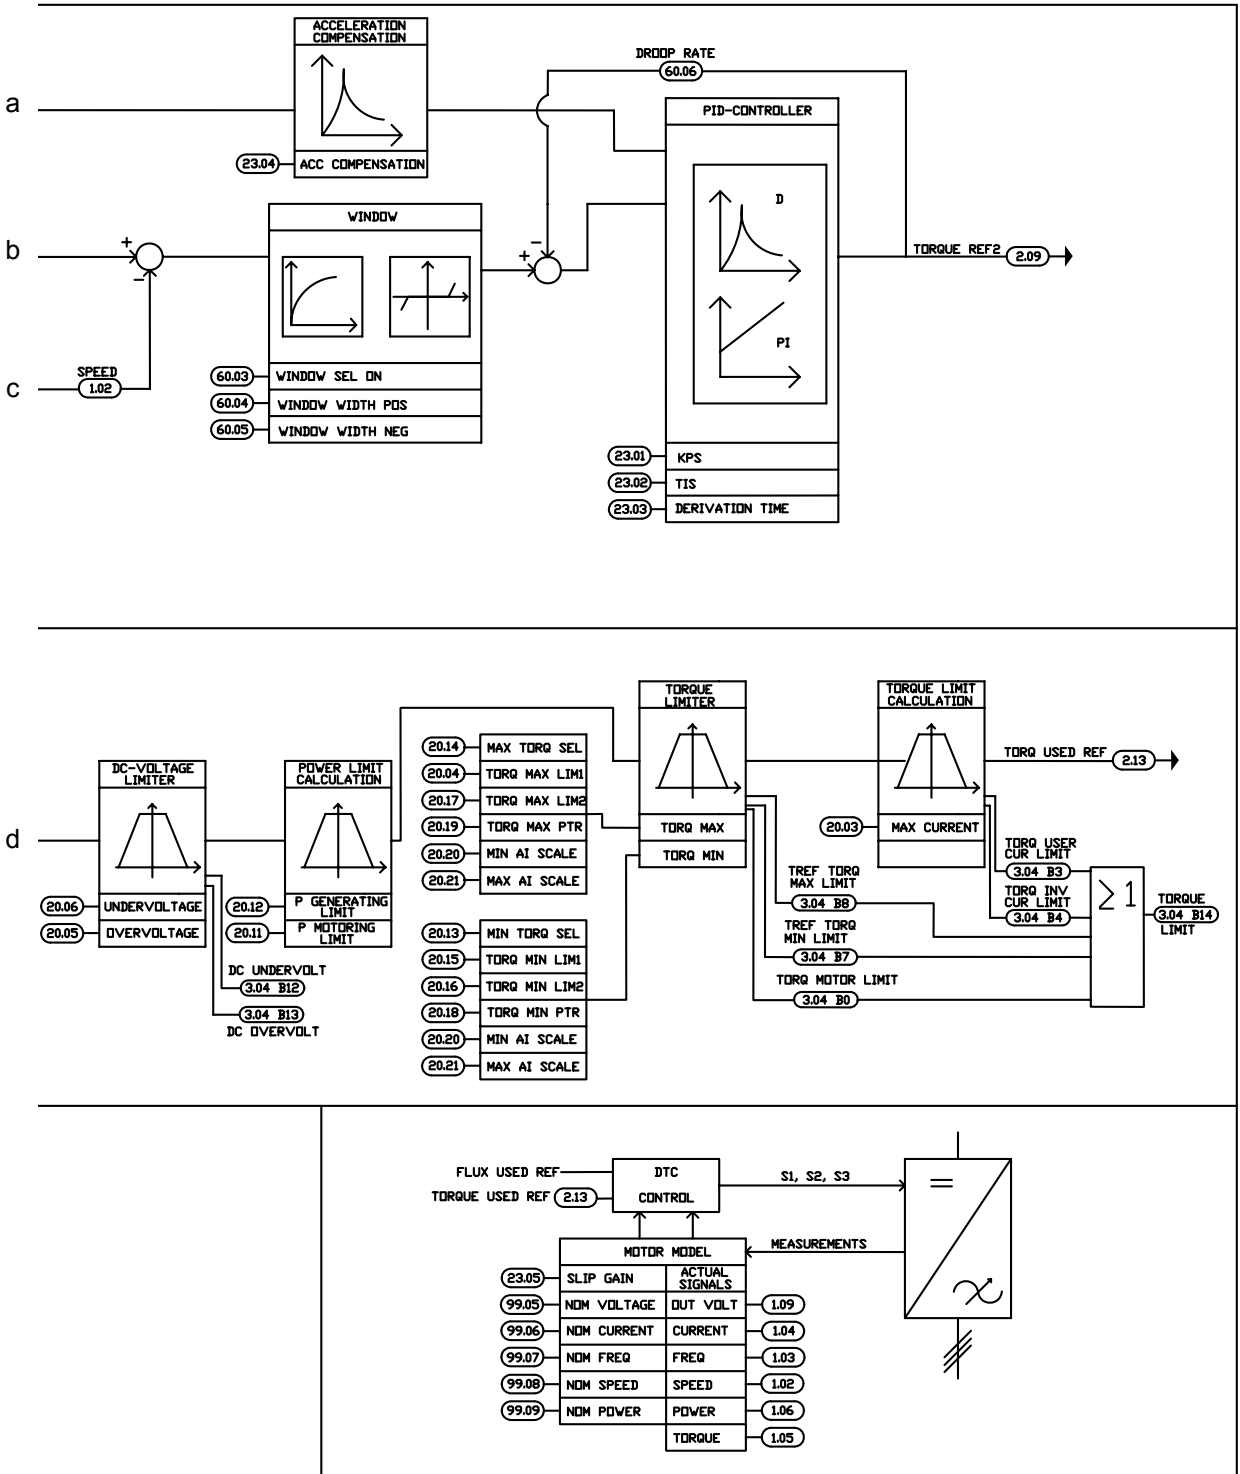 ACCELERATION
COMPENSATION
a
23.04
ACC COMPENSATION
DROOP RATE
60.06
PID-CONTROLLER
D
PI
23.01
KPS
23.02
TIS
23.03
DERIVATION TIME
b
+
−
WINDOW
60.03
WINDOW SEL ON
60.04
WINDOW WIDTH POS
60.05
WINDOW WIDTH NEG
−
+
TORQUE REF2
2.09
c
SPEED
1.02
d
DC-VOLTAGE
LIMITER
20.06
UNDERVOLTAGE
20.05
OVERVOLTAGE
DC UNDERVOLT
3.04 B12
3.04 B13
DC OVERVOLT
POWER LIMIT
CALCULATION
20.12
P GENERATING
LIMIT
20.11
P MOTORING
LIMIT
20.14
MAX TORQ SEL
20.04
TORQ MAX LIM1
20.17
TORQ MAX LIM2
20.19
TORQ MAX PTR
20.20
MIN AI SCALE
20.21
MAX AI SCALE
20.13
MIN TORQ SEL
20.15
TORQ MIN LIM1
20.16
TORQ MIN LIM2
20.18
TORQ MIN PTR
20.20
MIN AI SCALE
20.21
MAX AI SCALE
TORQUE
LIMITER
TORQ MAX
TORQ MIN
TORQUE LIMIT
CALCULATION
20.03
MAX CURRENT
TORQ USED REF
2.13
TORQ USER
CUR LIMIT
3.04 B3
TORQ INV
CUR LIMIT
3.04 B4
TREF TORQ
MAX LIMIT
3.04 B8
TREF TORQ
MIN LIMIT
3.04 B7
TORQ MOTOR LIMIT
3.04 B0
∑ 1
TORQUE
3.04 B14
LIMIT
FLUX USED REF
TORQUE USED REF
2.13
DTC
CONTROL
S1, S2, S3
MEASUREMENTS
MOTOR MODEL
23.05
SLIP GAIN
ACTUAL
SIGNALS
99.05
NOM VOLTAGE
OUT VOLT
1.09
99.06
NOM CURRENT
CURRENT
1.04
99.07
NOM FREQ
FREQ
1.03
99.08
NOM SPEED
SPEED
1.02
99.09
NOM POWER
POWER
1.06
TORQUE
1.05